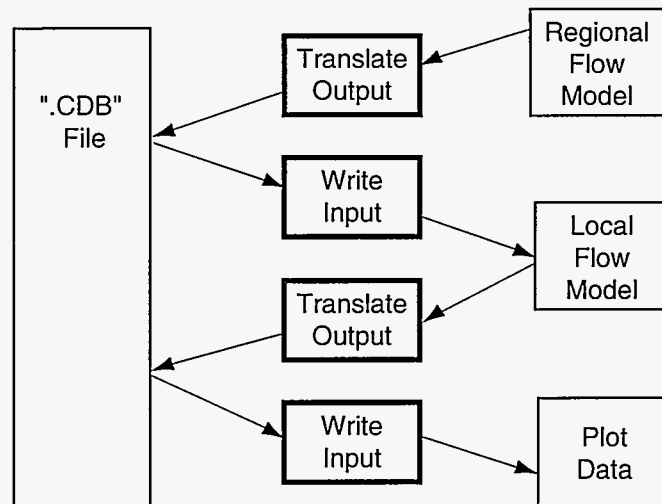 ".CDB"
File
Translate
Output
Regional
Flow
Model
Write
Input
Local
Flow
Model
Translate
Output
Write
Input
Plot
Data